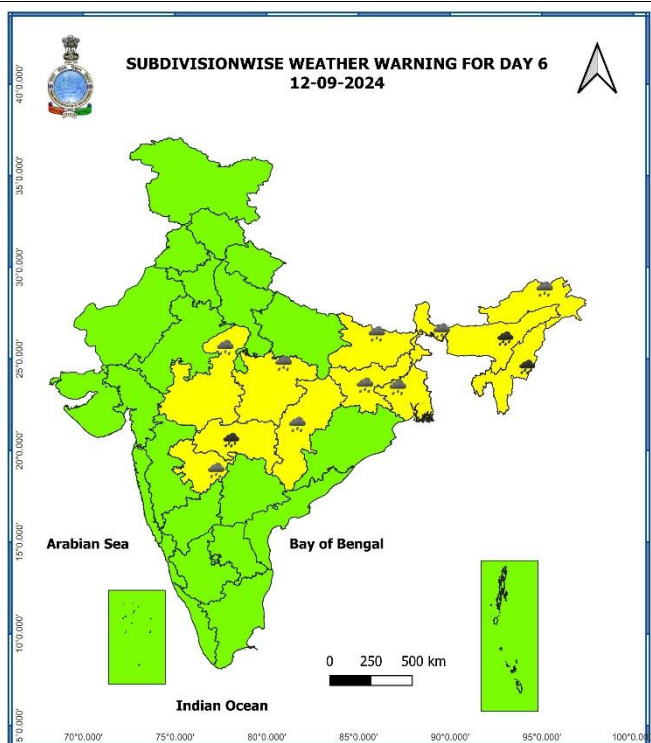 SUBDIVISIONWISE WEATHER WARNING FOR DAY 6
12-09-2024
40°0.000'
35°0.000'
30°0.000'
25°0.000'
20°0.000'
15°0.000'
10°0.000'
5°0.000'
Arabian Sea
Bay of Bengal
0 250 500 km
Indian Ocean
70°0.000' 75°0.000' 80°0.000' 85°0.000' 90°0.000' 95°0.000' 100°0.000'